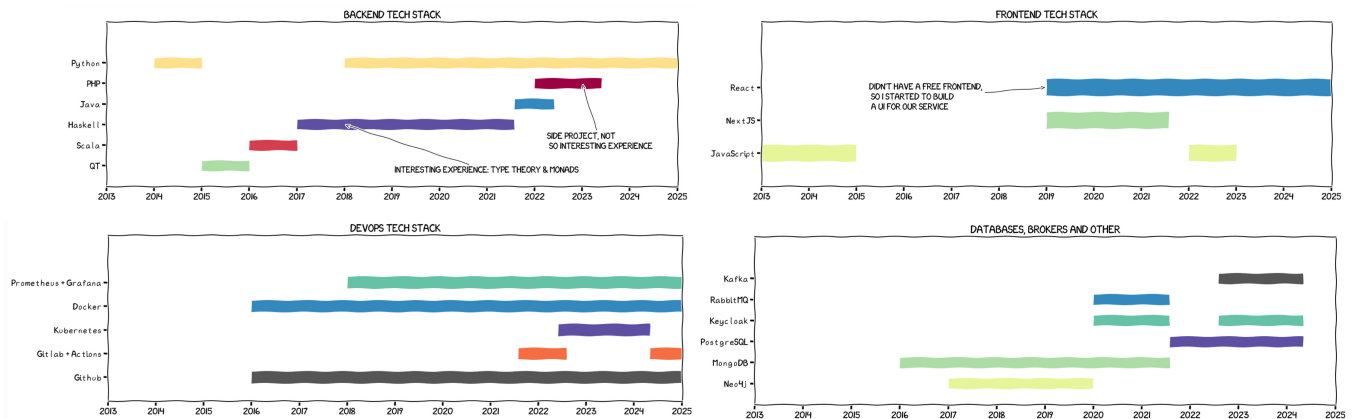 BACKEND TECH STACK
Python
PHP
Java
Haskell
Scala
QT
SIDE PROJECT, NOT
SO INTERESTING EXPERIENCE
INTERESTING EXPERIENCE: TYPE THEORY & MONADS
2013 2014 2015 2016 2017 2018 2019 2020 2021 2022 2023 2024 2025
FRONTEND TECH STACK
React
NextJS
JavaScript
DIDN'T HAVE A FREE FRONTEND,
SO I STARTED TO BUILD
A UI FOR OUR SERVICE
2013 2014 2015 2016 2017 2018 2019 2020 2021 2022 2023 2024 2025
DEVOPS TECH STACK
Prometheus+Grafana
Docker
Kubernetes
Gitlab+Actions
Github
2013 2014 2015 2016 2017 2018 2019 2020 2021 2022 2023 2024 2025
DATABASES, BROKERS AND OTHER
Kafka
RabbitMQ
Keycloak
PostgreSQL
MongoDB
Neo4j
2013 2014 2015 2016 2017 2018 2019 2020 2021 2022 2023 2024 2025